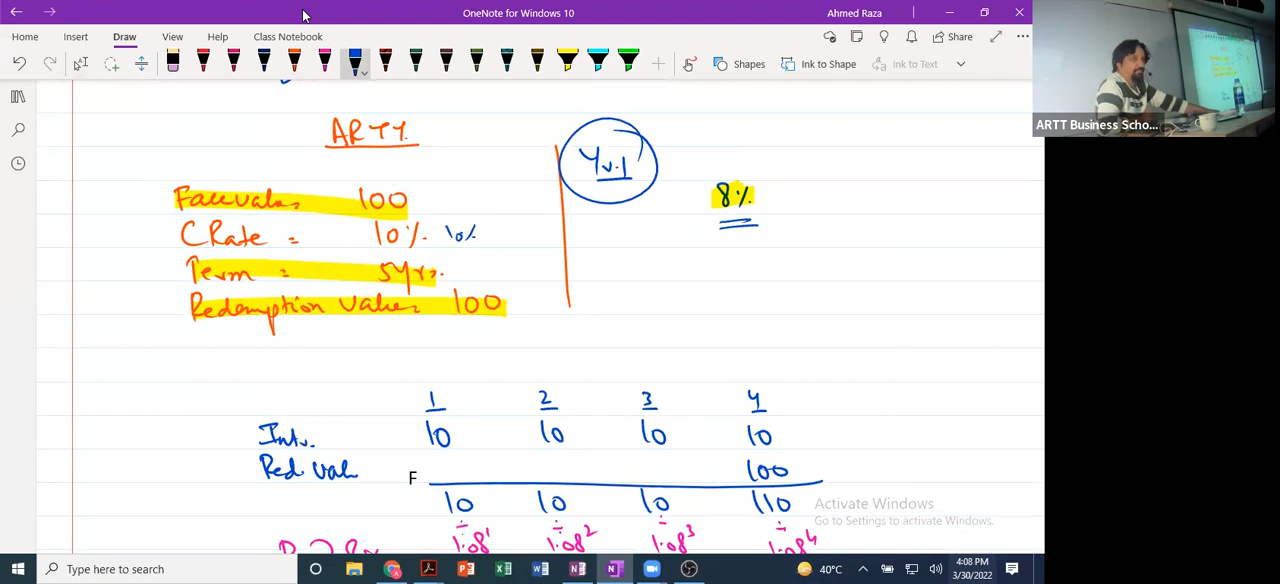 OneNote for Windows 10
Ahmed Raza
Home Insert Draw View Help Class Notebook
Share
Shapes Ink to Shape Ink to Text
ARTT Business Scho...
ARTT.
Yr.1
Face value 100
8%
C Rate = 10% 10%
Term = 5 yrs.
Redemption Value 100
1 2 3 4
Int. 10 10 10 10
Red. Val 100
F
10 10 10 110
÷ ÷ ÷ ÷
1.08¹ 1.08² 1.08³ 1.08⁴
Activate Windows
Go to Settings to activate Windows.
Type here to search
40°C
4:08 PM
3/30/2022